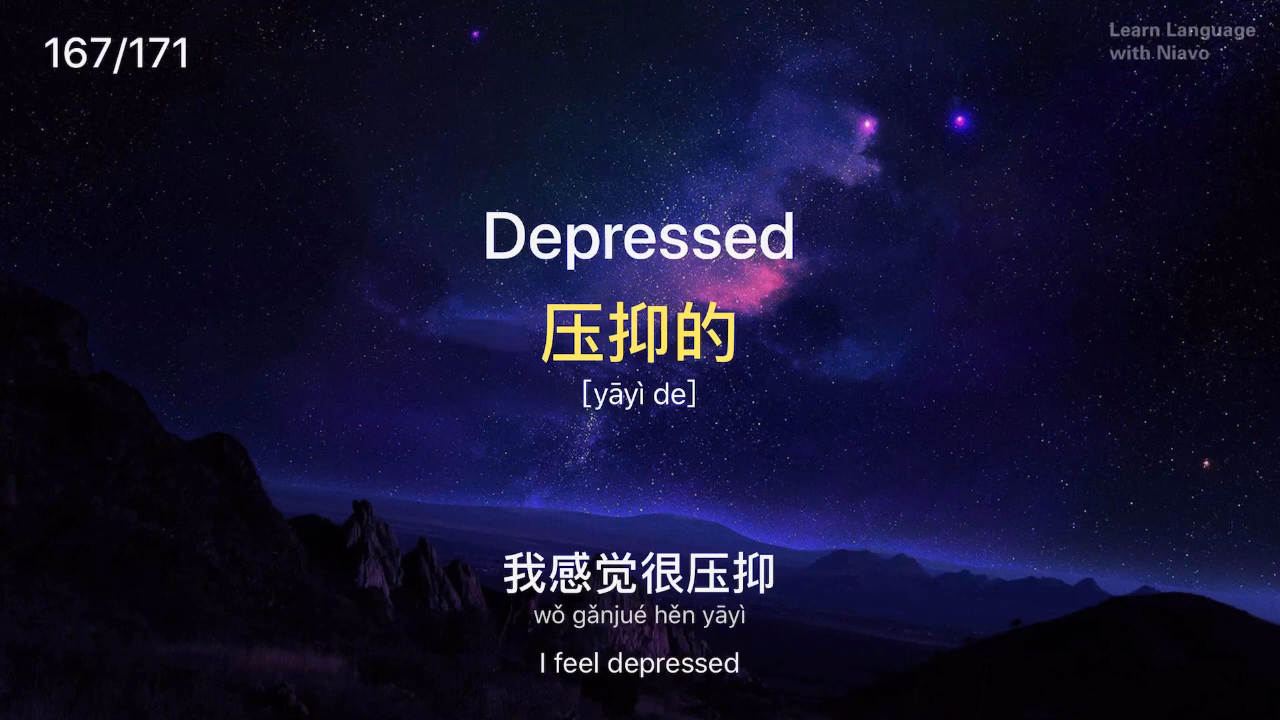 167/171
Learn Language
with Niavo
Depressed
压抑的
[yāyì de]
我感觉很压抑
wǒ gǎnjué hěn yāyì
I feel depressed